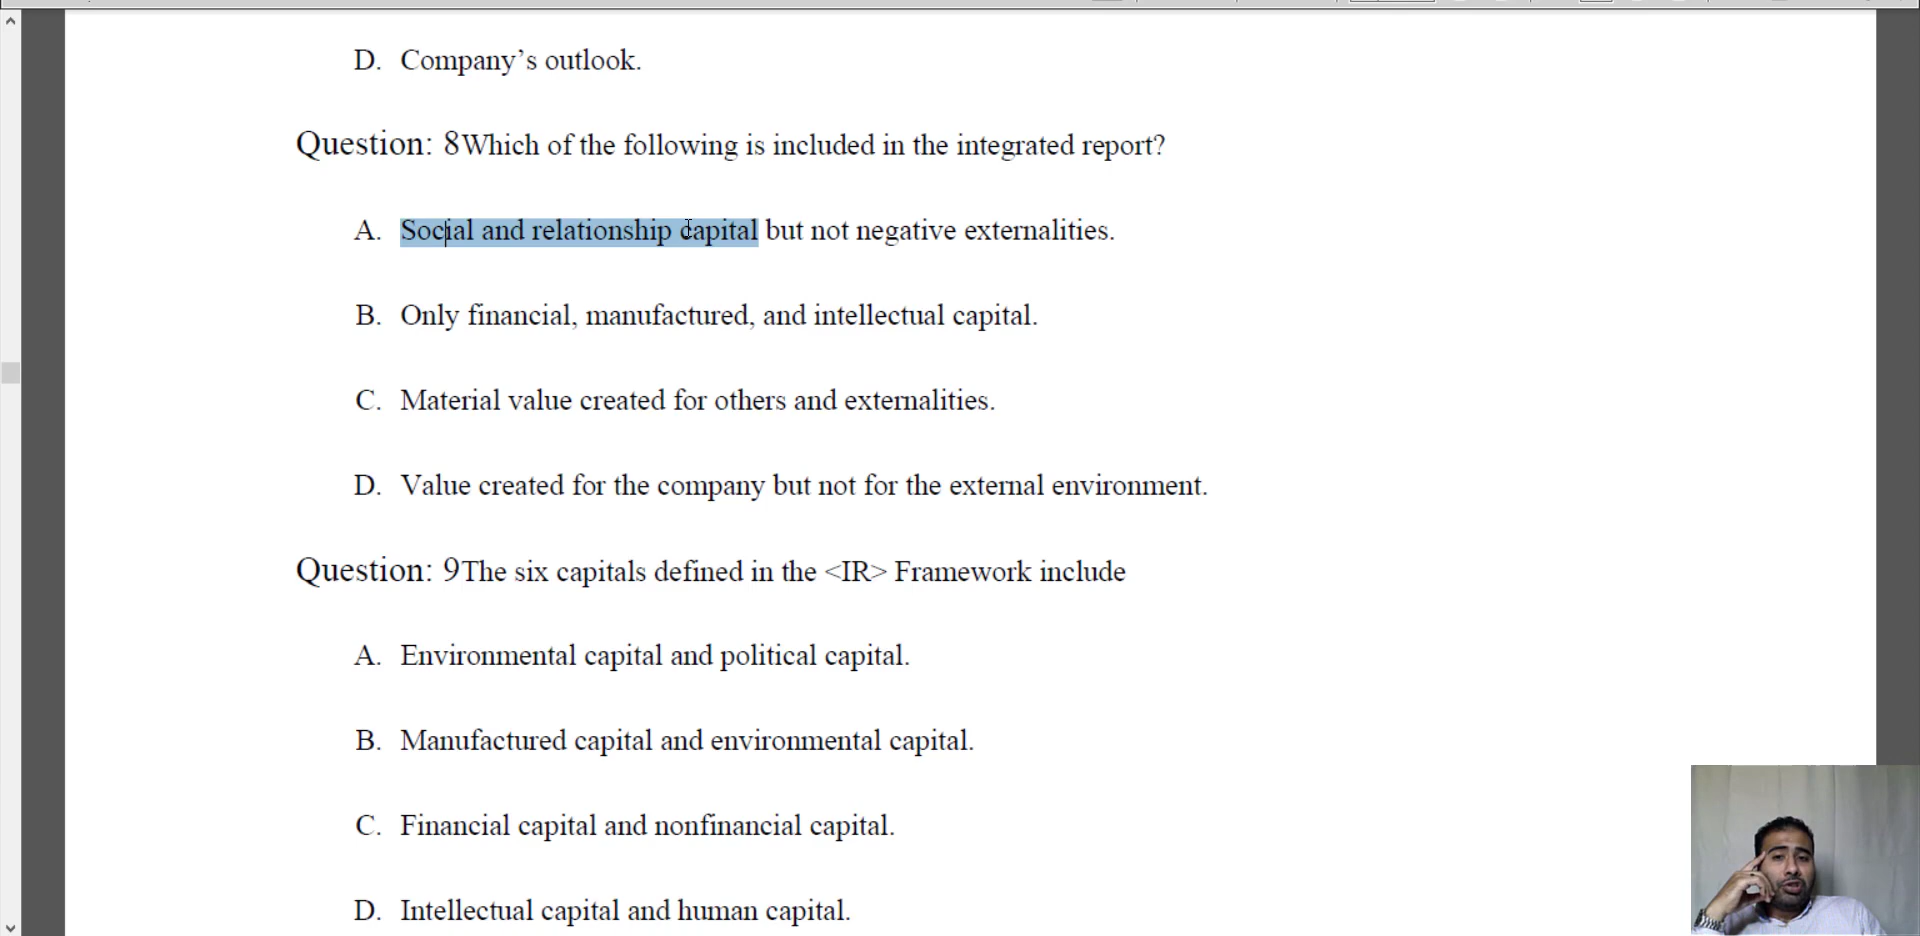 D. Company’s outlook.
Question: 8Which of the following is included in the integrated report?
A. Social and relationship capital but not negative externalities.
B. Only financial, manufactured, and intellectual capital.
C. Material value created for others and externalities.
D. Value created for the company but not for the external environment.
Question: 9The six capitals defined in the <IR> Framework include
A. Environmental capital and political capital.
B. Manufactured capital and environmental capital.
C. Financial capital and nonfinancial capital.
D. Intellectual capital and human capital.